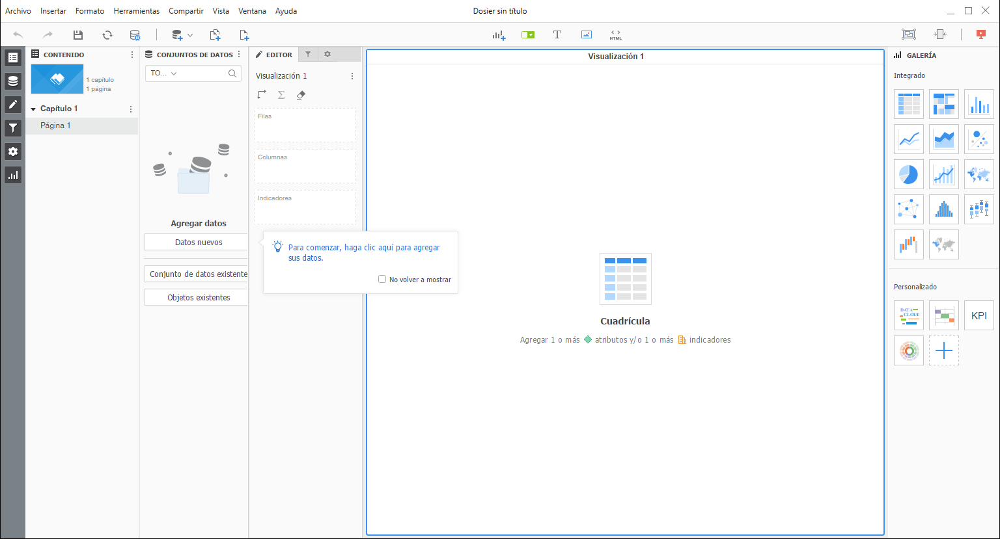 Archivo Insertar Formato Herramientas Compartir Vista Ventana Ayuda
Dosier sin título
HTML
CONTENIDO
1 capítulo
1 página
Capítulo 1
Página 1
CONJUNTOS DE DATOS
TO...
Agregar datos
Datos nuevos
Conjunto de datos existente
Objetos existentes
EDITOR
Visualización 1
Filas
Columnas
Indicadores
Para comenzar, haga clic aquí para agregar
sus datos.
No volver a mostrar
Visualización 1
Cuadrícula
Agregar 1 o más atributos y/o 1 o más indicadores
GALERÍA
Integrado
Personalizado
DATA
CLOUD
KPI